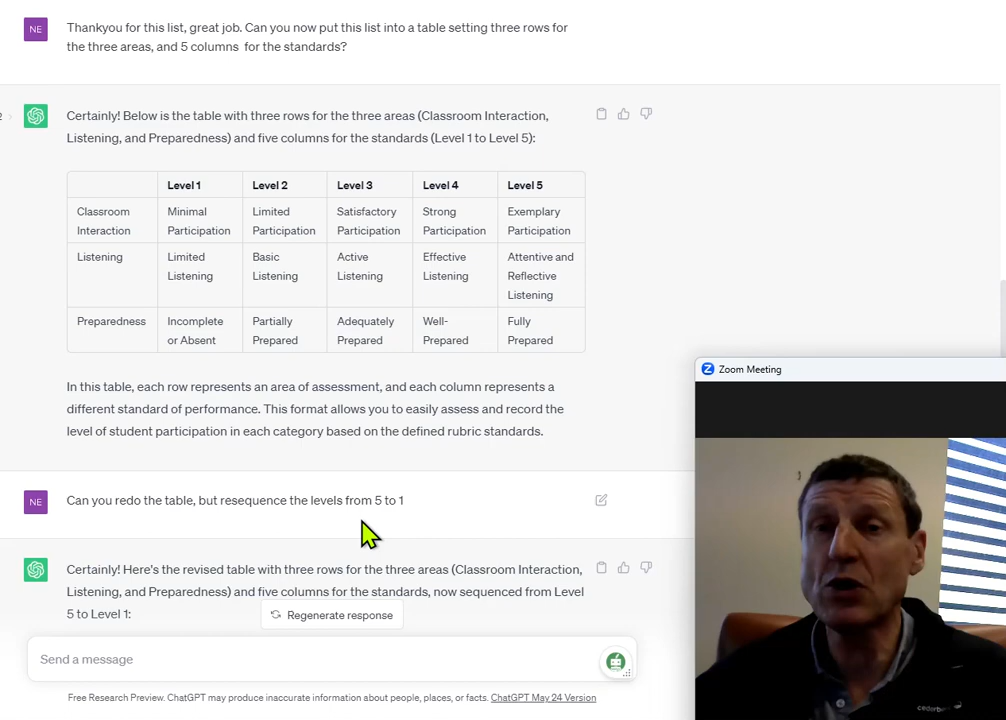 NE
Thankyou for this list, great job. Can you now put this list into a table setting three rows for
the three areas, and 5 columns for the standards?
2
Certainly! Below is the table with three rows for the three areas (Classroom Interaction,
Listening, and Preparedness) and five columns for the standards (Level 1 to Level 5):
Level 1 Level 2 Level 3 Level 4 Level 5
Classroom Minimal Limited Satisfactory Strong Exemplary
Interaction Participation Participation Participation Participation Participation
Listening Limited Basic Active Effective Attentive and
Listening Listening Listening Listening Reflective
Listening
Preparedness Incomplete Partially Adequately Well- Fully
or Absent Prepared Prepared Prepared Prepared
In this table, each row represents an area of assessment, and each column represents a
different standard of performance. This format allows you to easily assess and record the
level of student participation in each category based on the defined rubric standards.
NE
Can you redo the table, but resequence the levels from 5 to 1
Certainly! Here's the revised table with three rows for the three areas (Classroom Interaction,
Listening, and Preparedness) and five columns for the standards, now sequenced from Level
5 to Level 1:
Regenerate response
Send a message
Free Research Preview. ChatGPT may produce inaccurate information about people, places, or facts. ChatGPT May 24 Version
Z Zoom Meeting